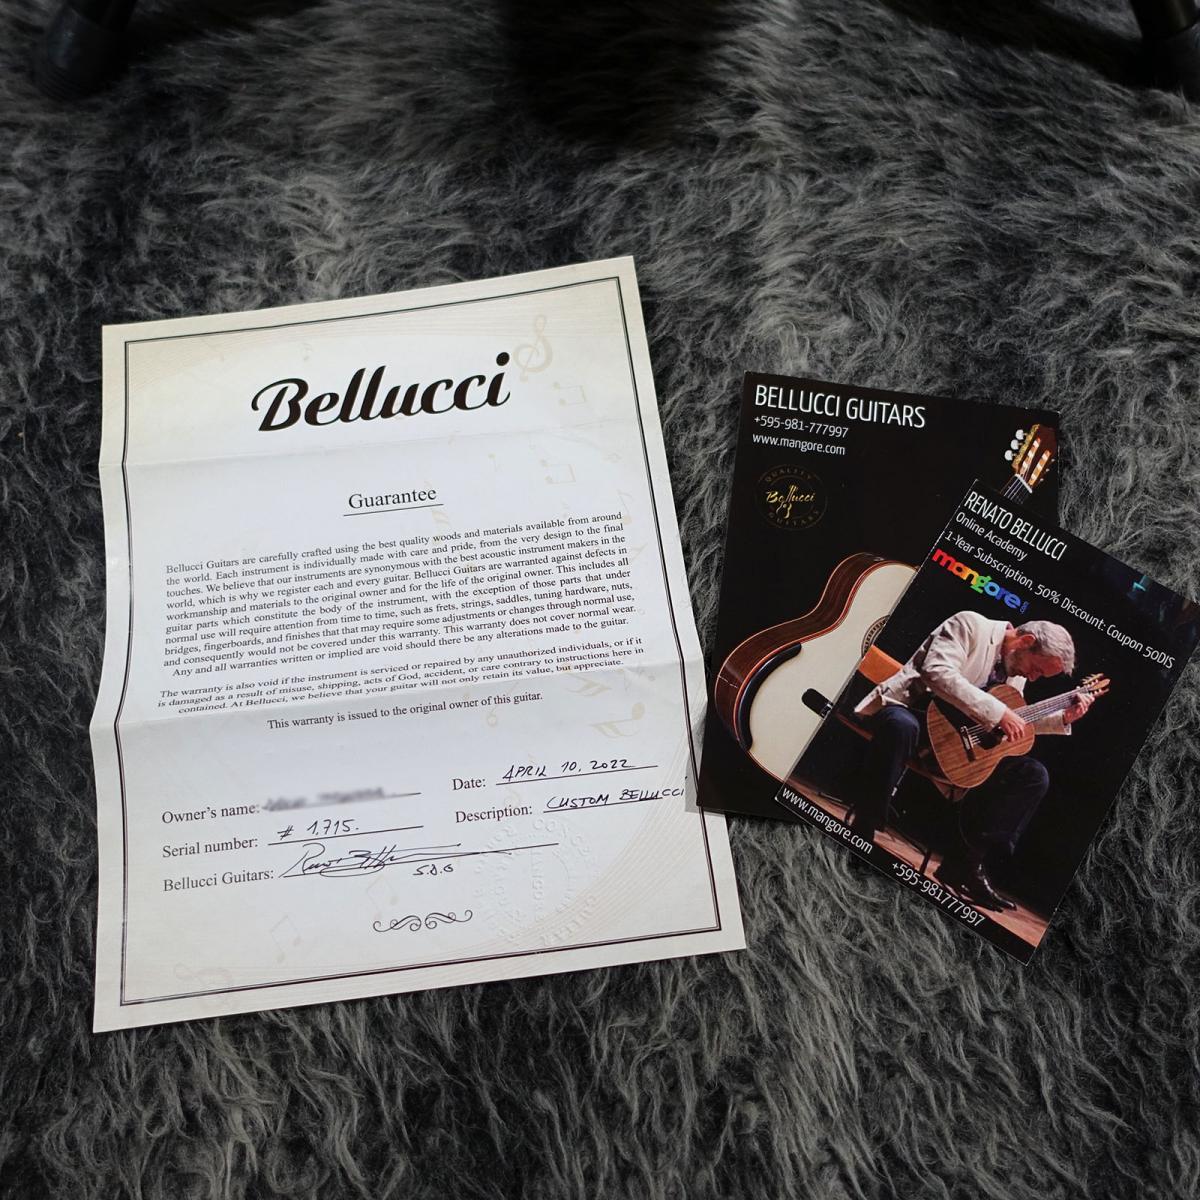 Bellucci
Guarantee
Bellucci Guitars are carefully crafted using the best quality woods and materials available from around
the world. Each instrument is individually made with care and pride, from the very design to the final
touches. We believe that our instruments are synonymous with the best acoustic instrument makers in the
world, which is why we register each and every guitar. Bellucci Guitars are warranted against defects in
workmanship and materials to the original owner and for the life of the original owner. This includes all
guitar parts which constitute the body of the instrument, with the exception of those parts that under
normal use will require attention from time to time, such as frets, strings, saddles, tuning hardware, nuts,
bridges, fingerboards, and finishes that that may require some adjustments or changes through normal use,
and consequently would not be covered under this warranty. This warranty does not cover normal wear.
Any and all warranties written or implied are void should there be any alterations made to the guitar.
The warranty is also void if the instrument is serviced or repaired by any unauthorized individuals, or if it
is damaged as a result of misuse, shipping, acts of God, accident, or care contrary to instructions here in
contained. At Bellucci, we believe that your guitar will not only retain its value, but appreciate.
This warranty is issued to the original owner of this guitar.
Owner's name:
Date: APRIL 10, 2022
Serial number: # 1.715.
Description: CUSTOM BELLUCCI
Bellucci Guitars:
BELLUCCI GUITARS
+595-981-777997
www.mangore.com
QUALITY
Bellucci
GUITARS
RENATO BELLUCCI
Online Academy
1-Year Subscription, 50% Discount: Coupon 50DIS
mangore
www.mangore.com
+595-981777997